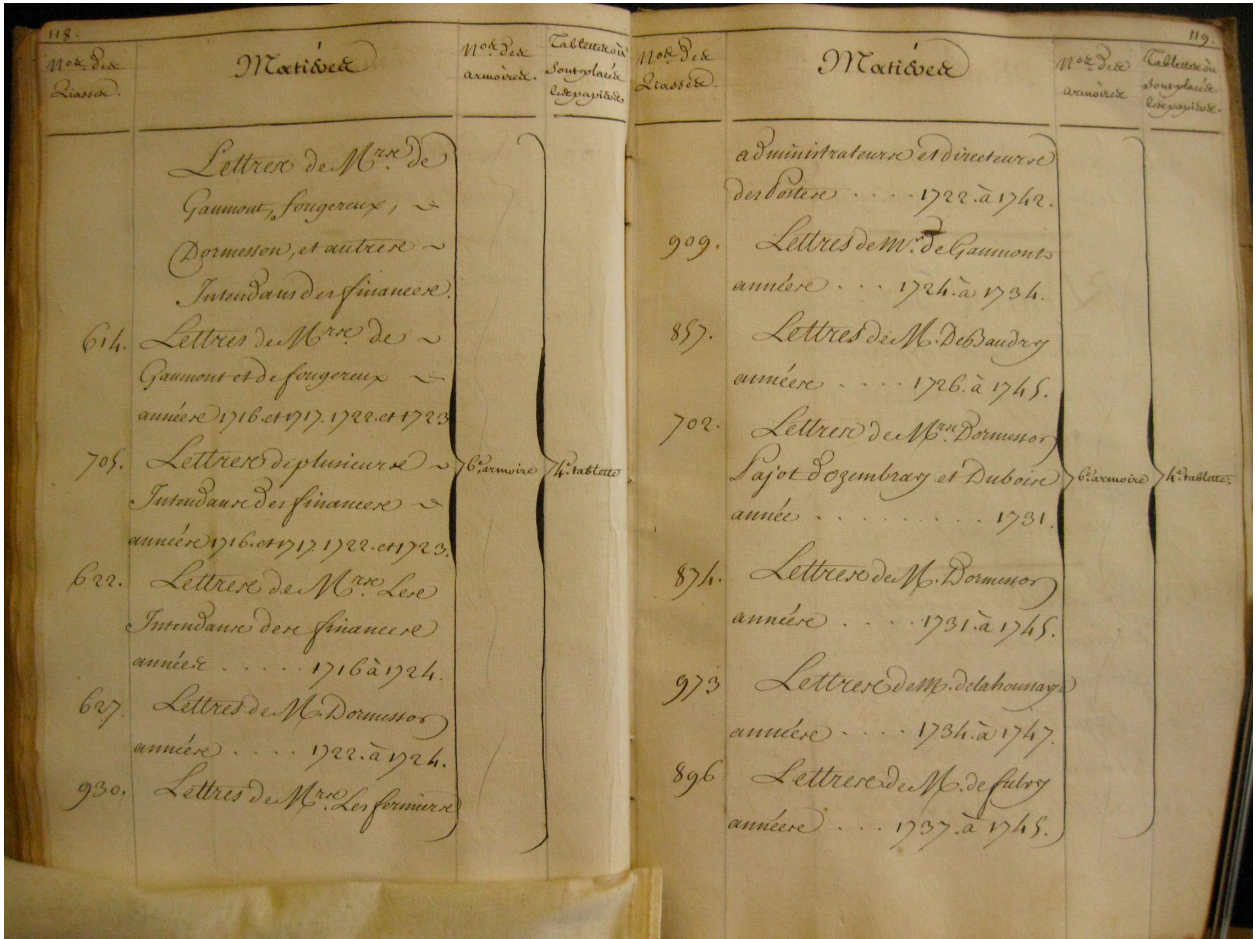 118.
Nos. Des Liasses.
Matières
Nos. Des armoires.
Tablettes où sont placés les papiers.
Lettres de Mrs. de
Gaumont, fougereux,
Dormesson, et autres
Intendans des finances.
614. Lettres de Mrs. de
Gaumont et de fougereux
années 1716. et 1717. 1722. et 1723
705. Lettres de plusieurs
Intendans des finances
années 1716. et 1717. 1722. et 1723.
6e. armoire
4e. tablette
622. Lettres de Mrs. Les
Intendans des finances
années . . . . . 1716 à 1724.
627. Lettres de M. Dormesson
années . . . . 1722. à 1724.
930. Lettres de Mrs. Les fermiers
119.
Nos. Des Liasses.
Matières
Nos. Des armoires
Tablettes où sont placés les papiers.
administrateurs et directeurs
des Postes . . . . 1722. à 1742.
909. Lettres de Mr. de Gaumont
années . . . 1724. à 1734.
857. Lettres de M. De Baudry
années . . . . 1726. à 1745.
702. Lettres de Mrs. Dormesson
Pajot d'ozembray et Dubois
année . . . . . . . . . 1731.
6e. armoire
4e. tablette.
874. Lettres de M. Dormesson
années . . . . 1731. à 1745.
973 Lettres de M. delahoussaye
années . . . . 1734. à 1747.
896 Lettres de M. de fulvy
années . . . 1737. à 1745.